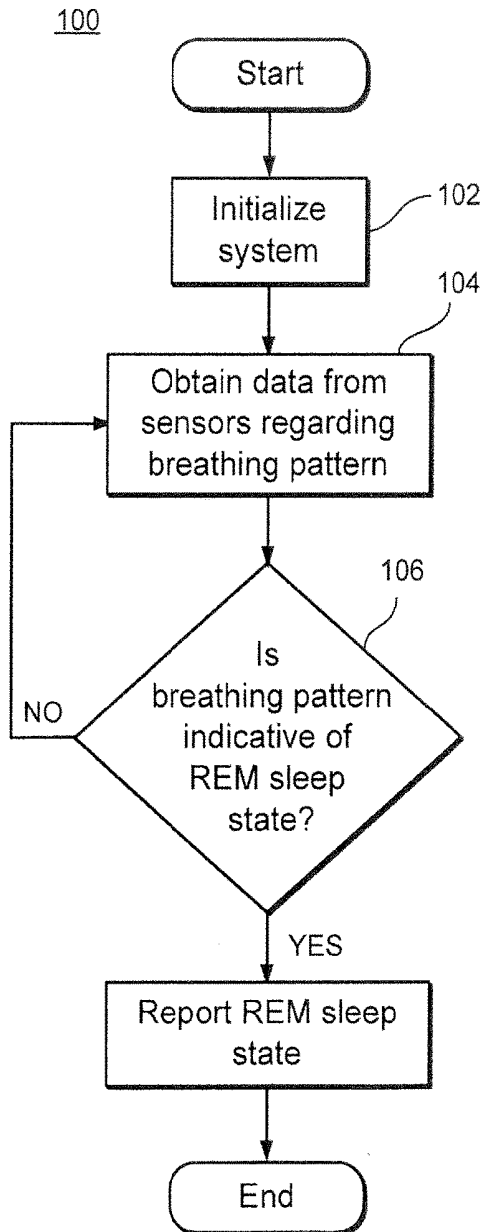 100
Start
Initialize
system
102
104
Obtain data from
sensors regarding
breathing pattern
106
Is
breathing pattern
indicative of
REM sleep
state?
NO
YES
Report REM sleep
state
End